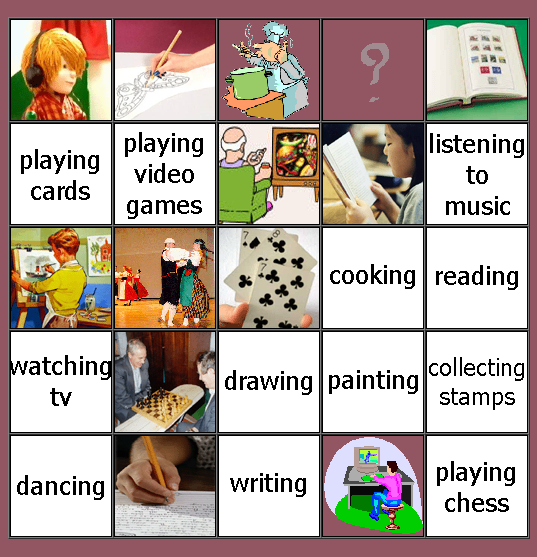 ?
playing
cards
playing
video
games
listening
to
music
cooking
reading
watching
tv
drawing
painting
collecting
stamps
dancing
writing
playing
chess